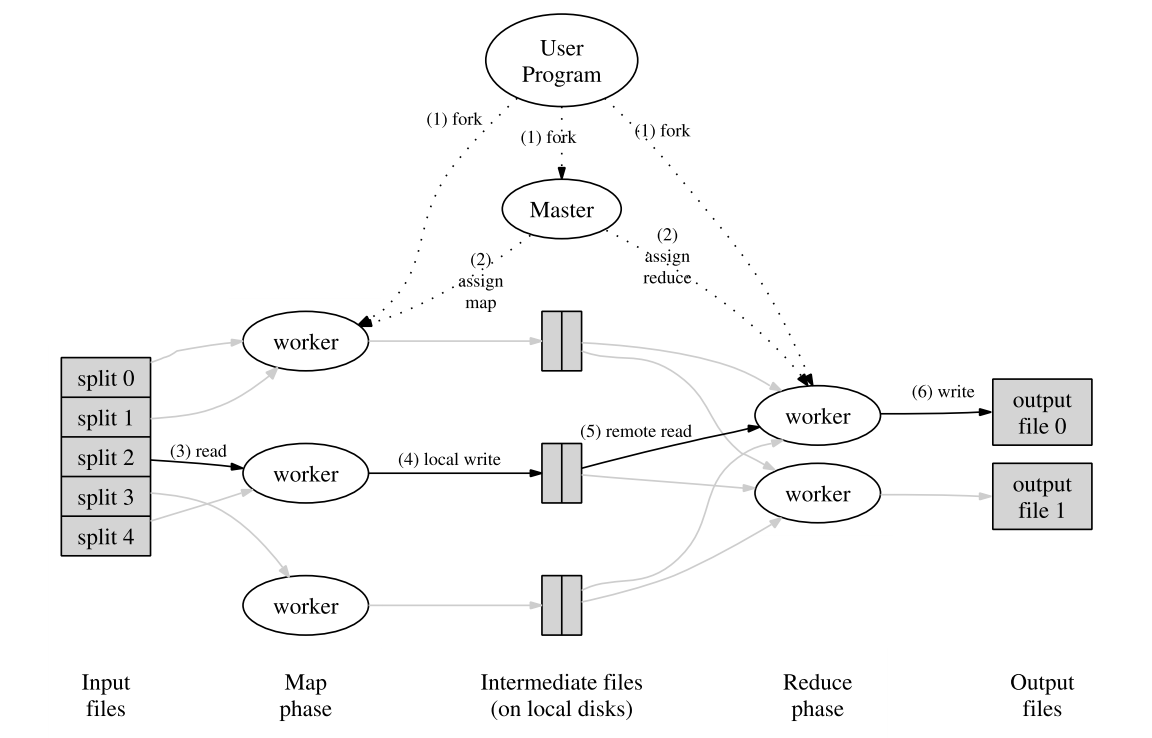 User
Program
(1) fork
(1) fork
(1) fork
Master
(2)
assign
map
(2)
assign
reduce
worker
split 0
split 1
split 2
split 3
split 4
(3) read
worker
(4) local write
(5) remote read
worker
(6) write
output
file 0
worker
output
file 1
worker
Input
files
Map
phase
Intermediate files
(on local disks)
Reduce
phase
Output
files